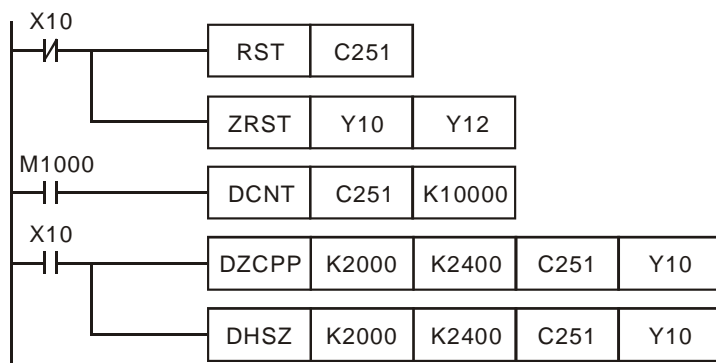 X10
RST C251
ZRST Y10 Y12
M1000
DCNT C251 K10000
X10
DZCPP K2000 K2400 C251 Y10
DHSZ K2000 K2400 C251 Y10